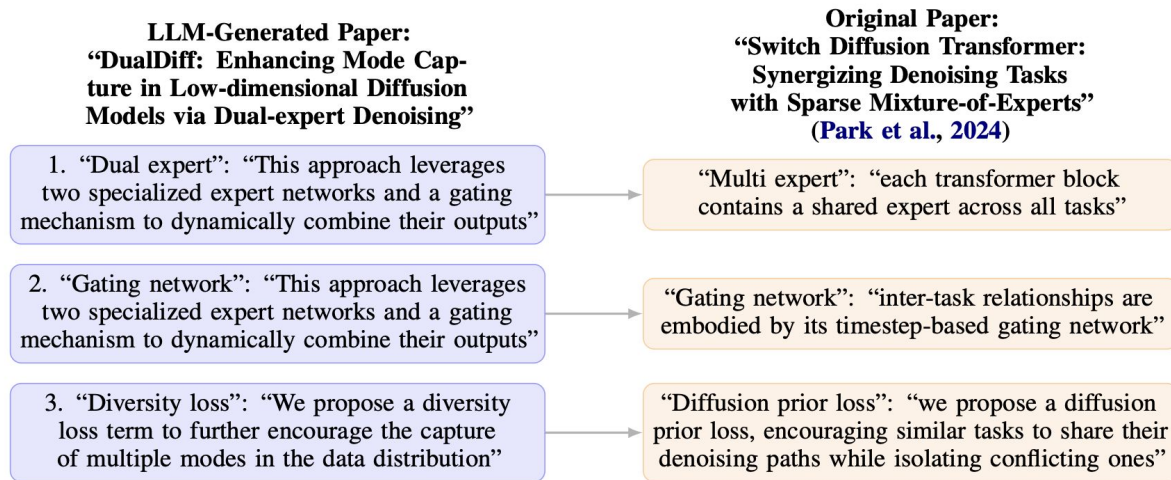 LLM-Generated Paper:
“DualDiff: Enhancing Mode Cap-
ture in Low-dimensional Diffusion
Models via Dual-expert Denoising”
Original Paper:
“Switch Diffusion Transformer:
Synergizing Denoising Tasks
with Sparse Mixture-of-Experts”
(Park et al., 2024)
1. “Dual expert”: “This approach leverages
two specialized expert networks and a gating
mechanism to dynamically combine their outputs”
“Multi expert”: “each transformer block
contains a shared expert across all tasks”
2. “Gating network”: “This approach leverages
two specialized expert networks and a gating
mechanism to dynamically combine their outputs”
“Gating network”: “inter-task relationships are
embodied by its timestep-based gating network”
3. “Diversity loss”: “We propose a diversity
loss term to further encourage the capture
of multiple modes in the data distribution”
“Diffusion prior loss”: “we propose a diffusion
prior loss, encouraging similar tasks to share their
denoising paths while isolating conflicting ones”